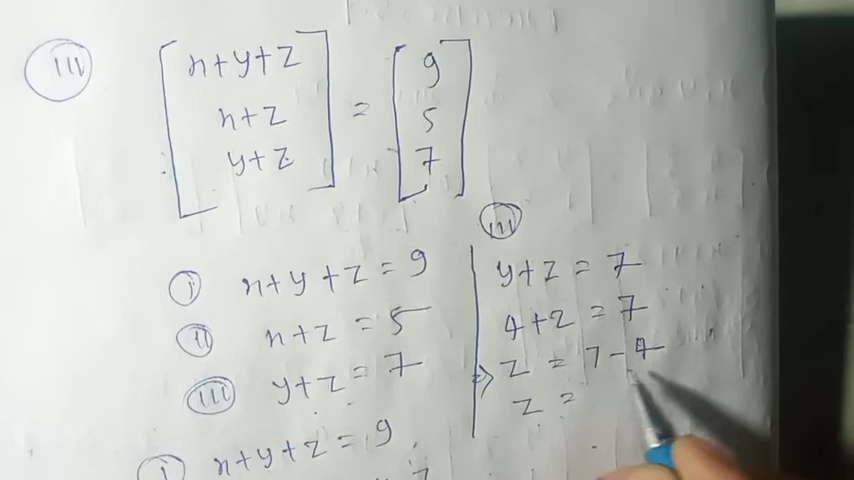 (iii) [x+y+z
x+z
y+z] = [9
5
7]
(i) x+y+z=9
(ii) x+z=5
(iii) y+z=7
(i) x+y+z=9
(iii)
y+z=7
4+z=7
⇒ z=7-4
z=